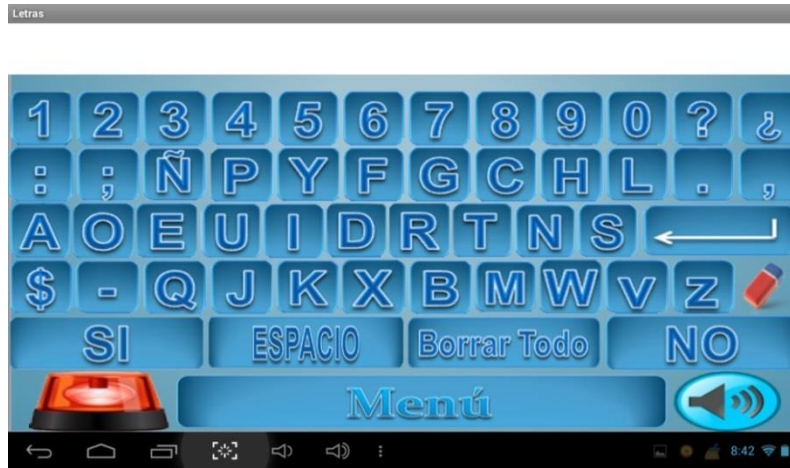 Letras
1 2 3 4 5 6 7 8 9 0 ? ¿
: ; Ñ P Y F G C H L . ,
A O E U I D R T N S
$ - Q J K X B M W V Z
SI ESPACIO Borrar Todo NO
Menú
8:42